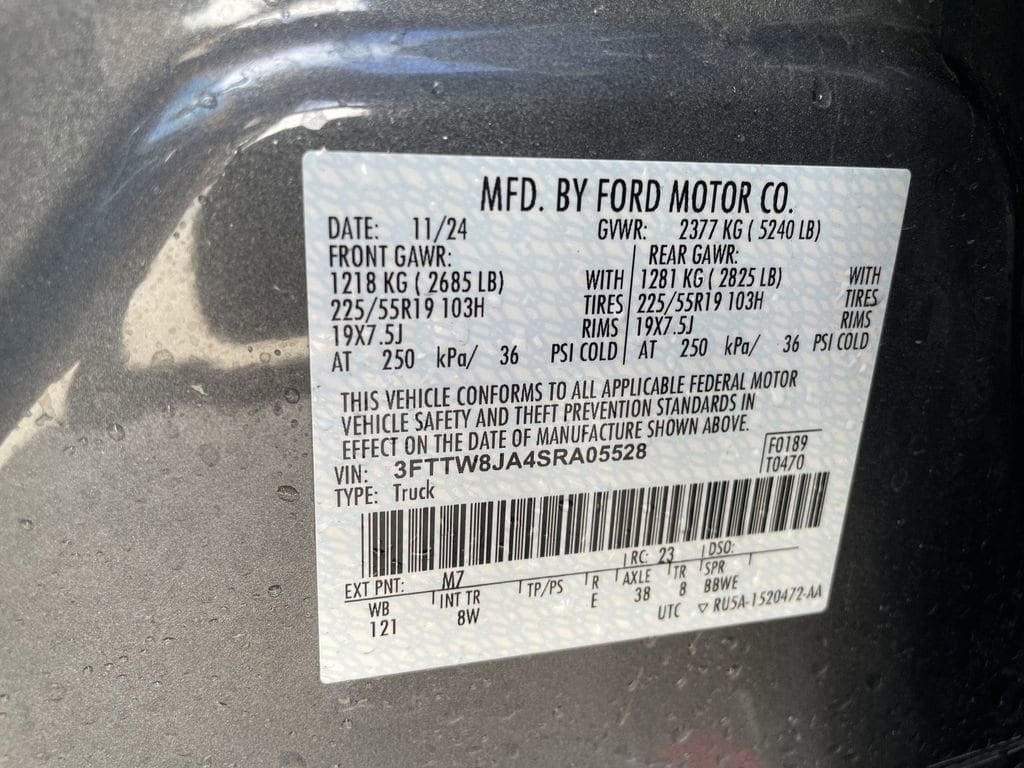 MFD. BY FORD MOTOR CO.
DATE: 11/24 GVWR: 2377 KG ( 5240 LB)
FRONT GAWR: REAR GAWR:
1218 KG ( 2685 LB) WITH 1281 KG ( 2825 LB) WITH
225/55R19 103H TIRES 225/55R19 103H TIRES
19X7.5J RIMS 19X7.5J RIMS
AT 250 kPa/ 36 PSI COLD AT 250 kPa/ 36 PSI COLD
THIS VEHICLE CONFORMS TO ALL APPLICABLE FEDERAL MOTOR
VEHICLE SAFETY AND THEFT PREVENTION STANDARDS IN
EFFECT ON THE DATE OF MANUFACTURE SHOWN ABOVE.
F0189
VIN: 3FTTW8JA4SRA05528
T0470
TYPE: Truck
EXT PNT: M7 RC: 23 DSO:
WB INT TR TP/PS R AXLE TR SPR
121 8W E 38 8 BBWE
UTC ▽ RU5A-1520472-AA